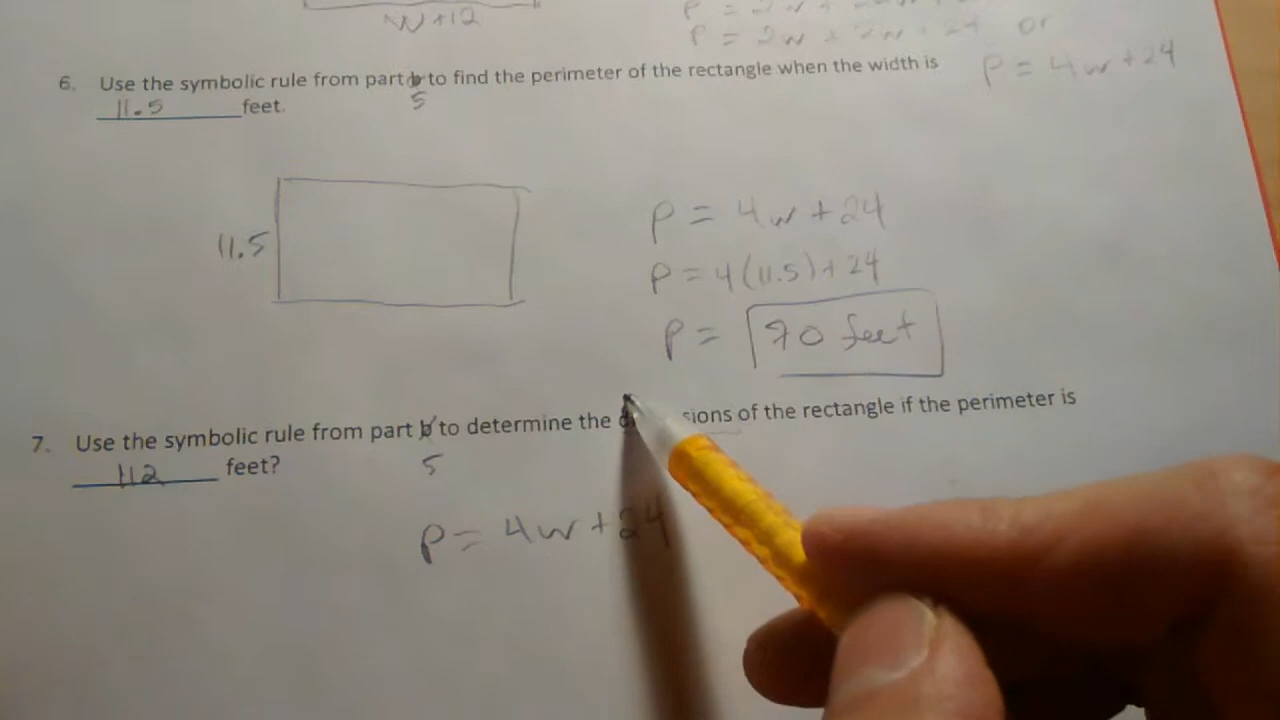 W+12
P = 2w + 2w + 24 or
P = 4w + 24
6. Use the symbolic rule from part b to find the perimeter of the rectangle when the width is
5
11.5 feet.
11.5
P = 4w + 24
P = 4(11.5) + 24
P = 70 feet
7. Use the symbolic rule from part b to determine the sions of the rectangle if the perimeter is
5
112 feet?
P = 4w + 24